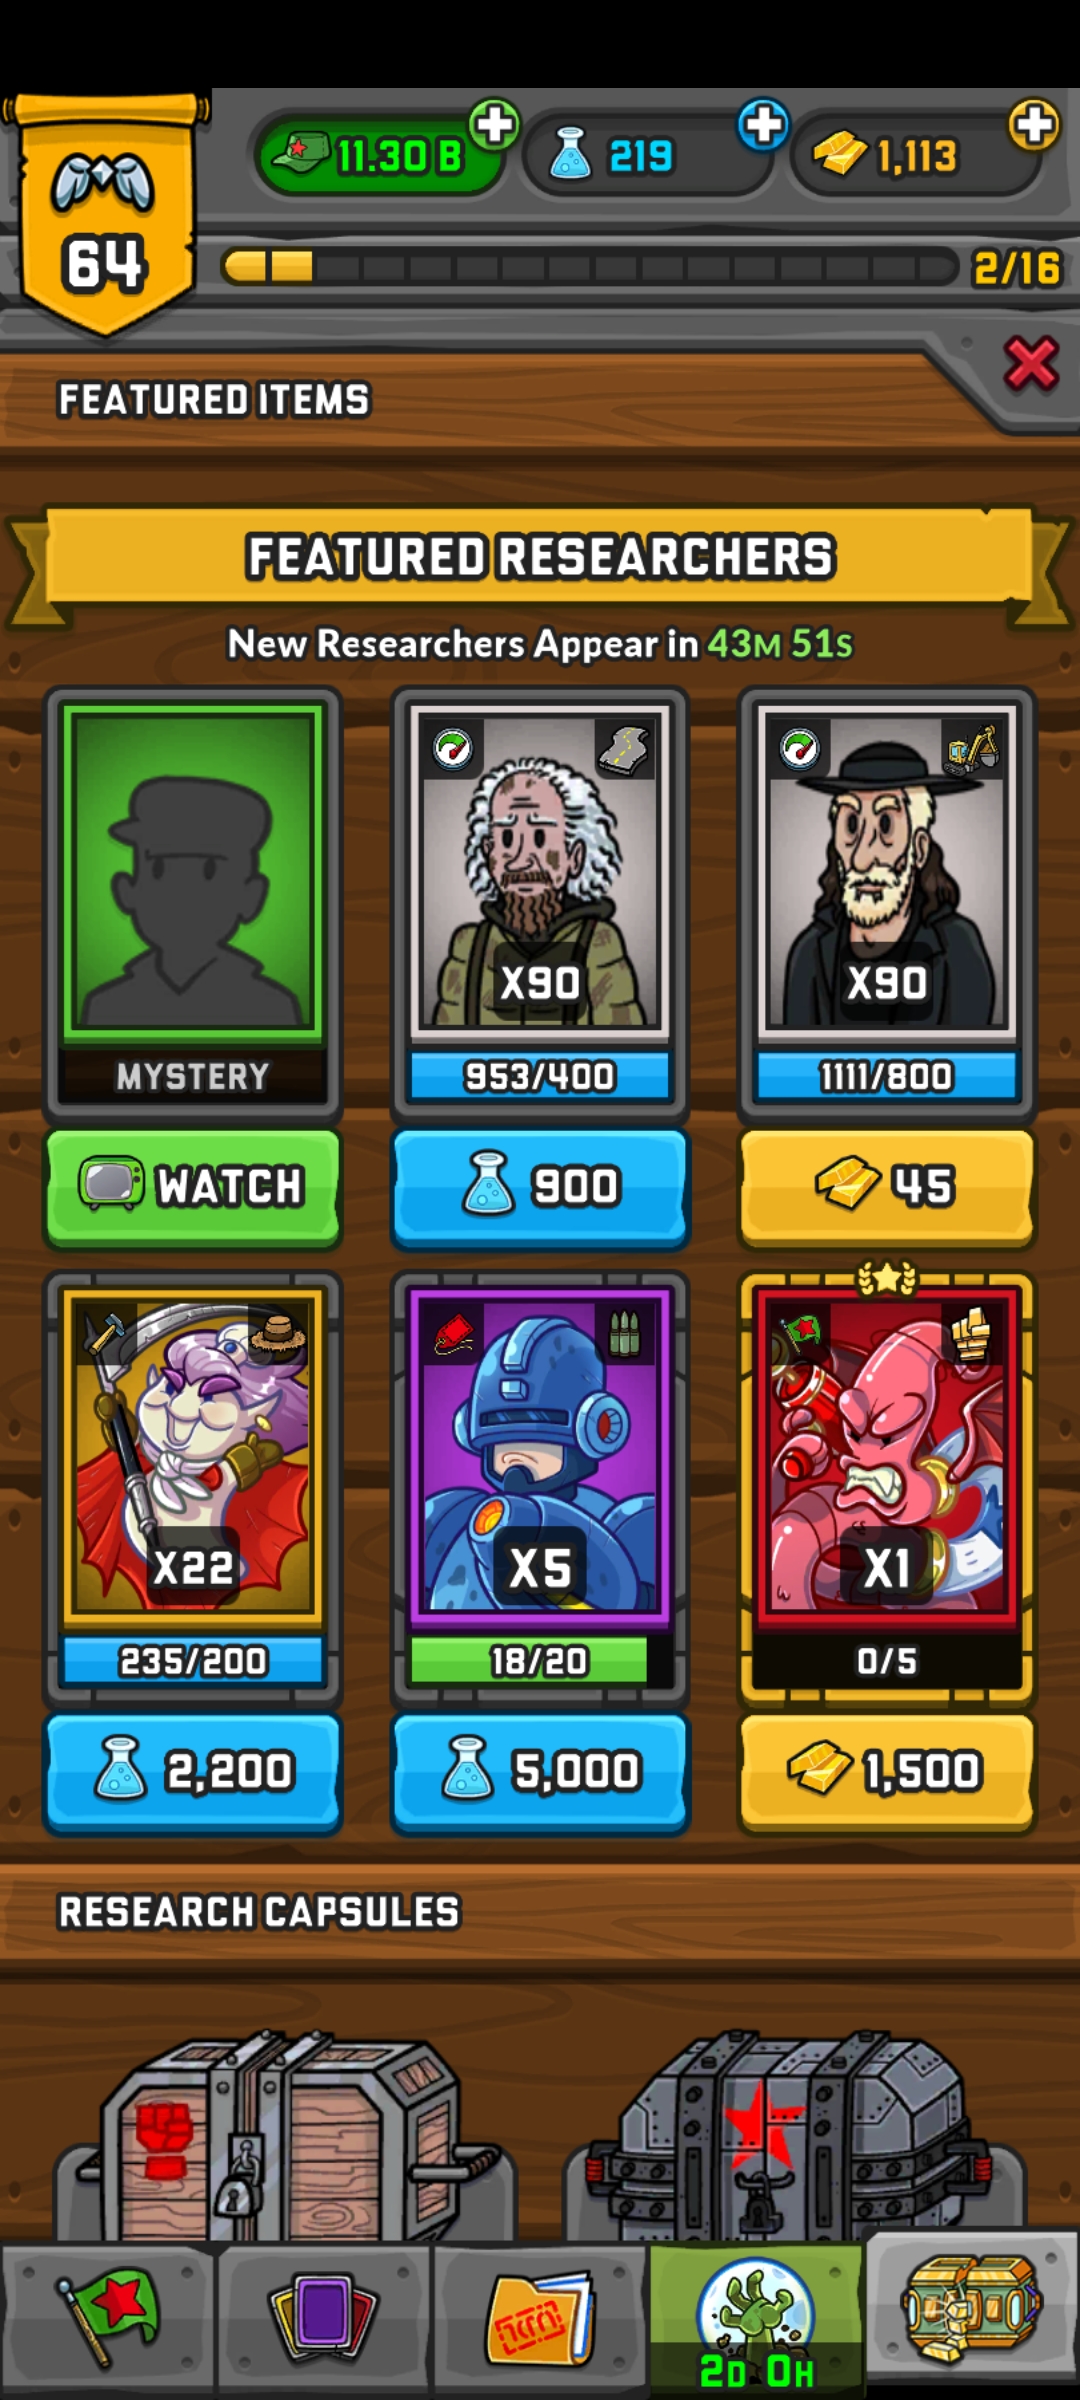 11.30 B
219
1,113
64
2/16
FEATURED ITEMS
FEATURED RESEARCHERS
New Researchers Appear in 43M 51S
X90
X90
MYSTERY
953/400
1111/800
WATCH
900
45
X22
X5
X1
235/200
18/20
0/5
2,200
5,000
1,500
RESEARCH CAPSULES
2D 0H